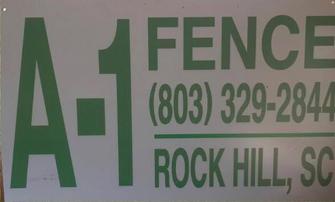 A-1
FENCE
(803) 329-2844
ROCK HILL, SC